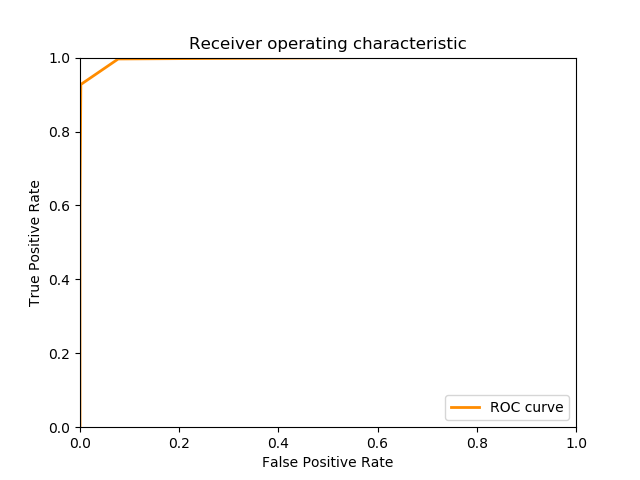 Receiver operating characteristic
1.0
0.8
0.6
0.4
0.2
0.0
True Positive Rate
ROC curve
0.0 0.2 0.4 0.6 0.8 1.0
False Positive Rate